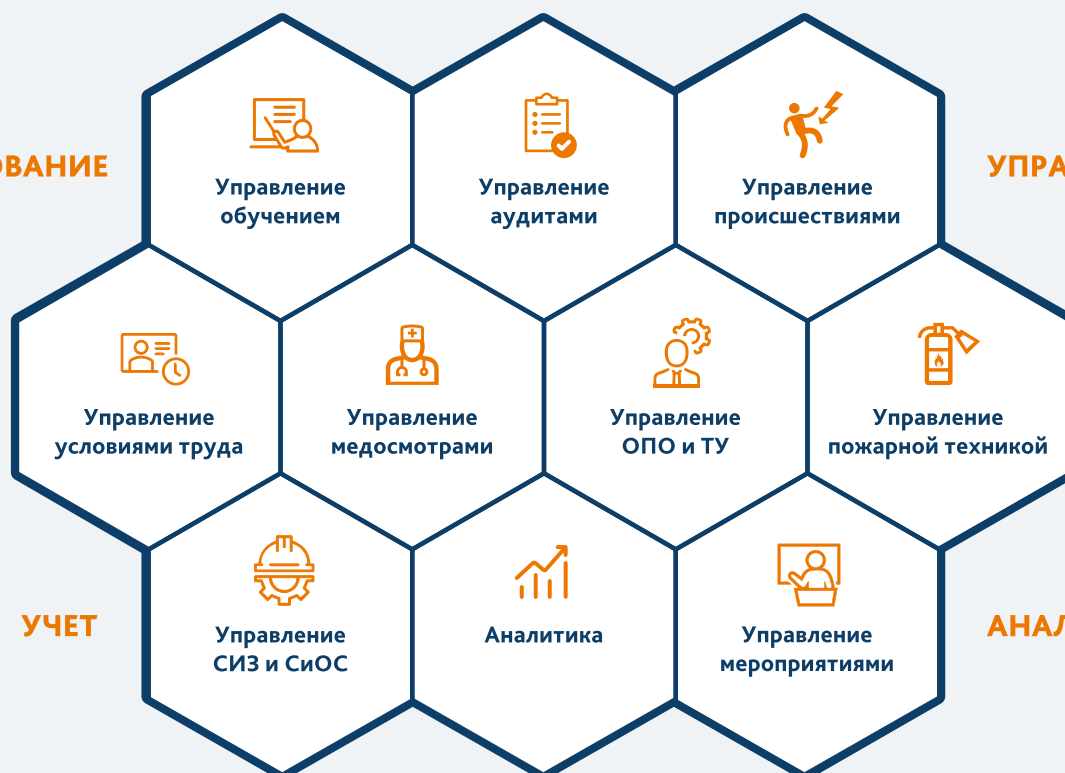 Управление
обучением
Управление
аудитами
Управление
происшествиями
ОВАНИЕ
УПРА
Управление
условиями труда
Управление
медосмотрами
Управление
ОПО и ТУ
Управление
пожарной техникой
УЧЕТ
Управление
СИЗ и СиОС
Аналитика
Управление
мероприятиями
АНАЛ